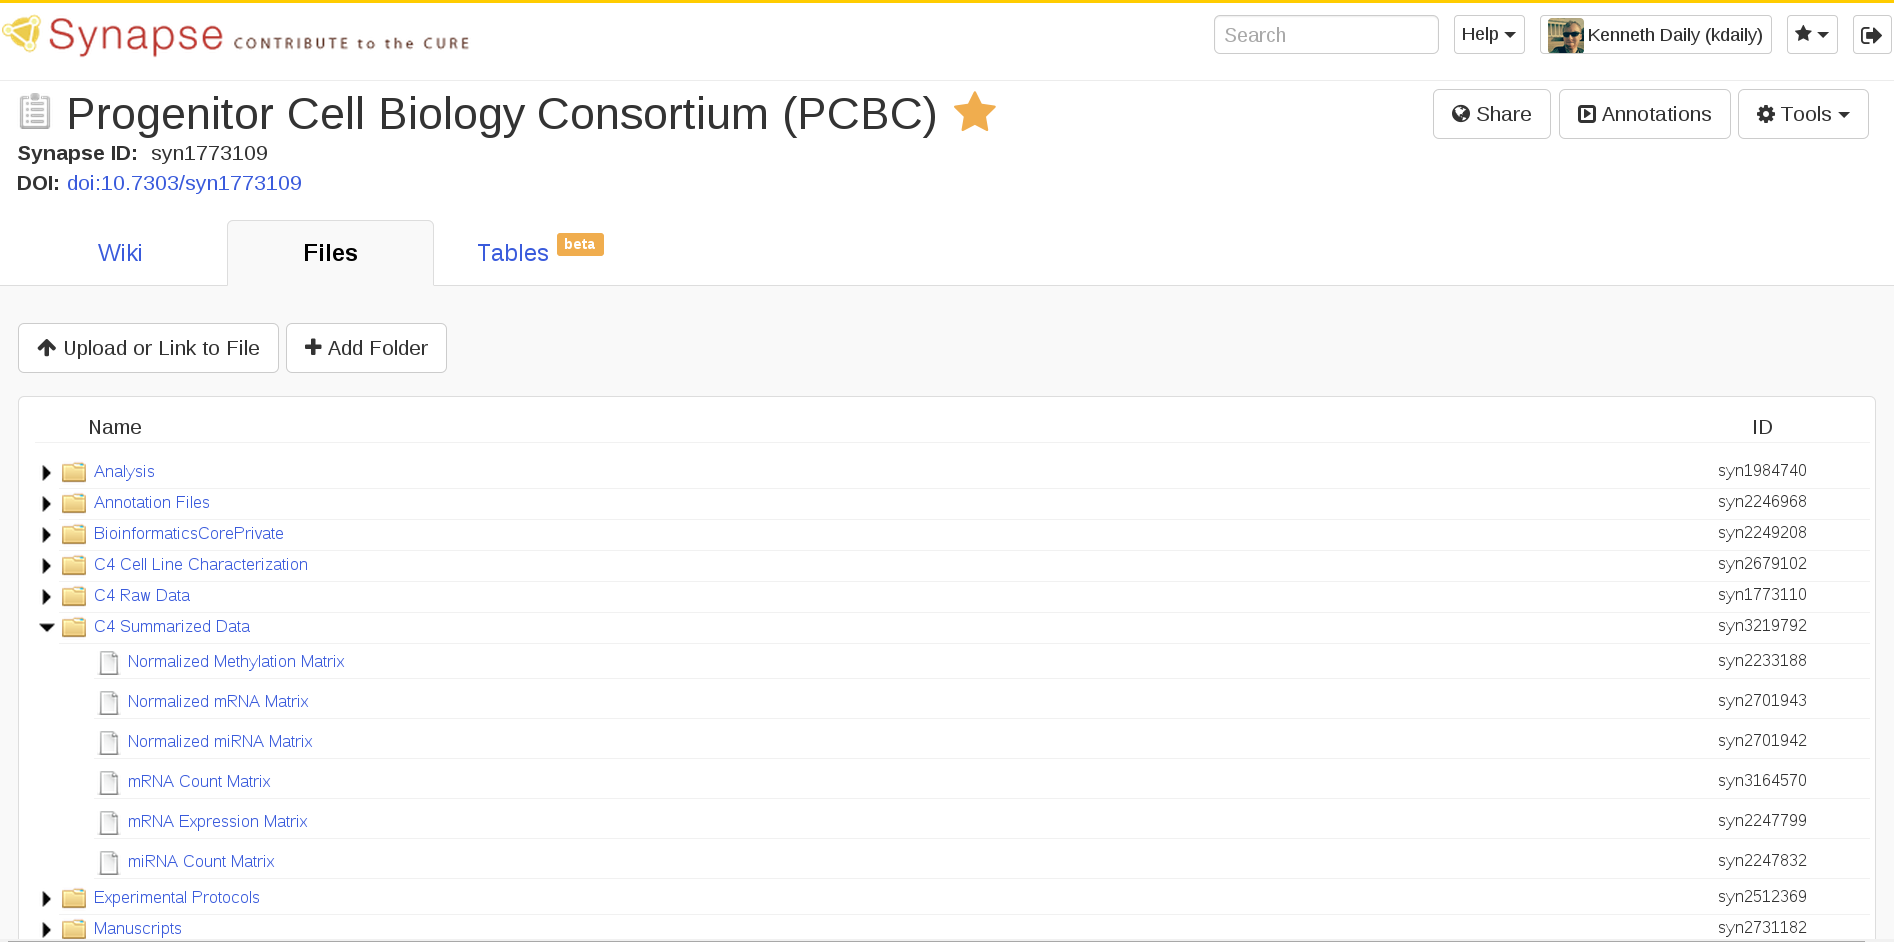 Synapse CONTRIBUTE to the CURE
Search
Help
Kenneth Daily (kdaily)
Progenitor Cell Biology Consortium (PCBC)
Share
Annotations
Tools
Synapse ID: syn1773109
DOI: doi:10.7303/syn1773109
Wiki
Files
Tables beta
Upload or Link to File
Add Folder
Name ID
Analysis syn1984740
Annotation Files syn2246968
BioinformaticsCorePrivate syn2249208
C4 Cell Line Characterization syn2679102
C4 Raw Data syn1773110
C4 Summarized Data syn3219792
Normalized Methylation Matrix syn2233188
Normalized mRNA Matrix syn2701943
Normalized miRNA Matrix syn2701942
mRNA Count Matrix syn3164570
mRNA Expression Matrix syn2247799
miRNA Count Matrix syn2247832
Experimental Protocols syn2512369
Manuscripts syn2731182